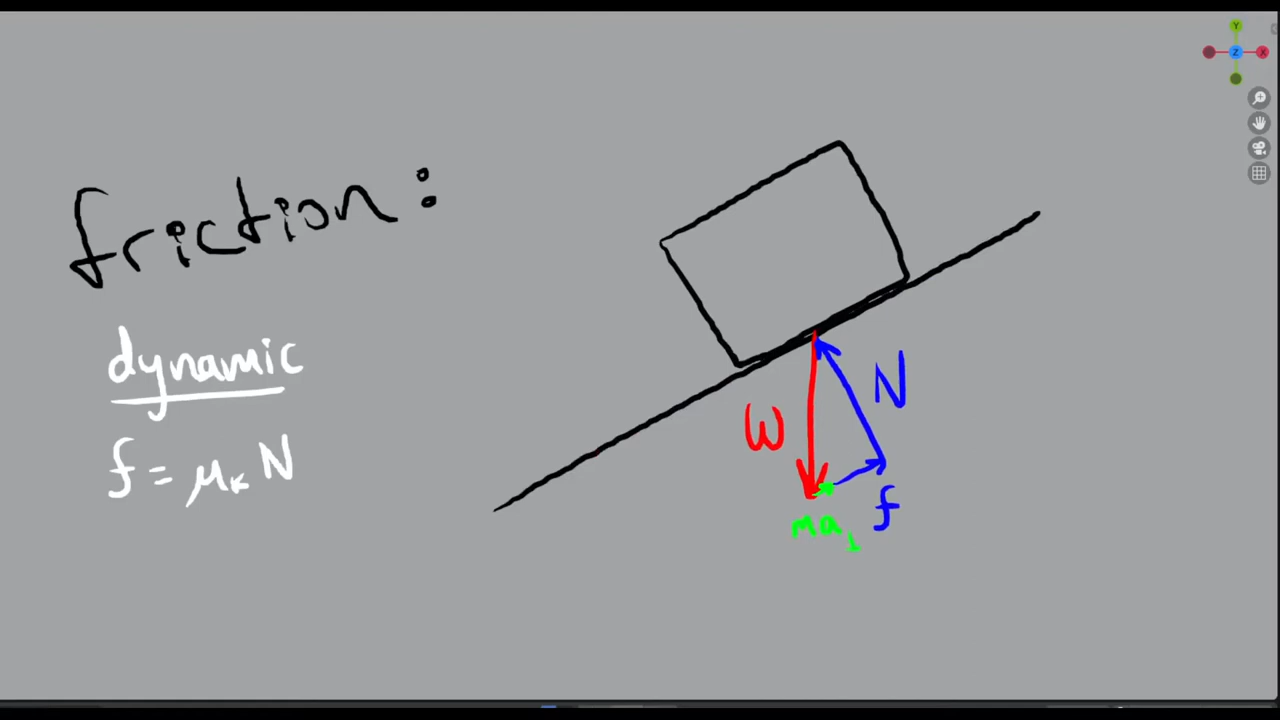 friction:
dynamic
f = μₖ N
N
W
f
ma⊥
Y
Z
X